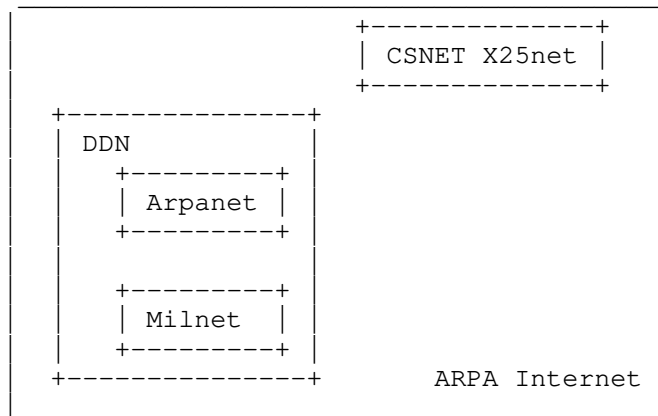 CSNET X25net
DDN
Arpanet
Milnet
ARPA Internet